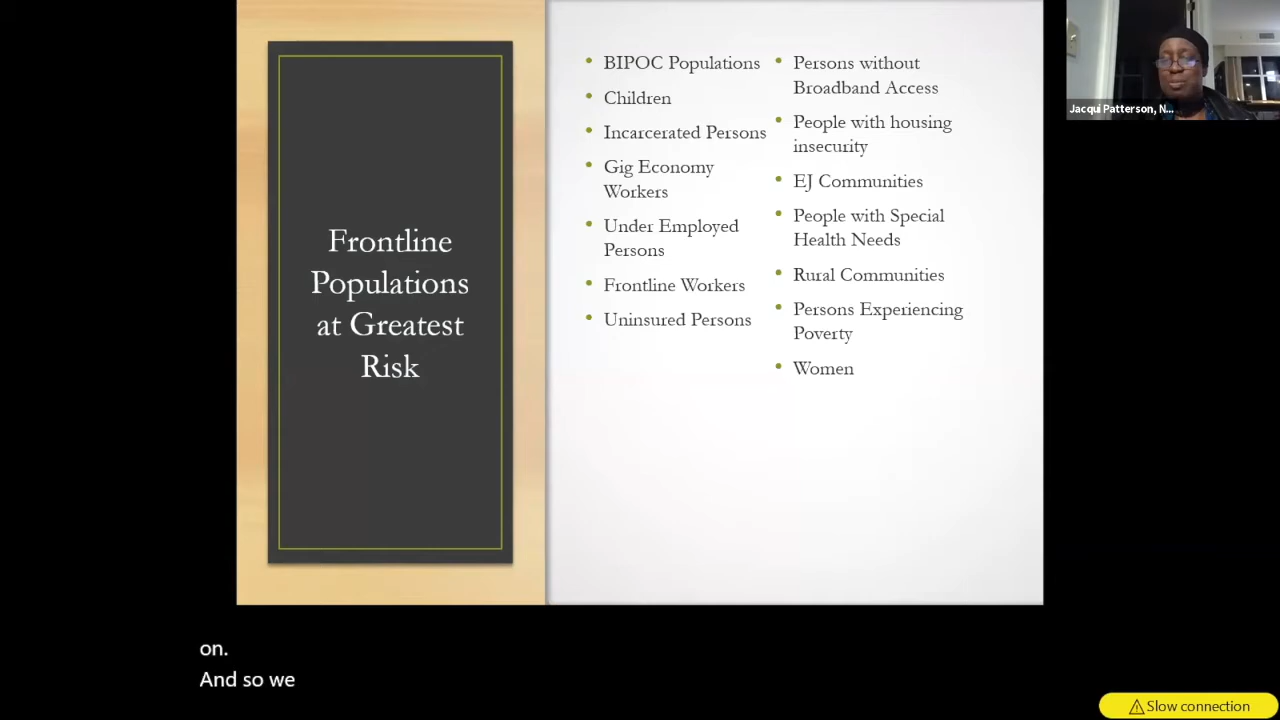 Frontline
Populations
at Greatest
Risk
BIPOC Populations
Children
Incarcerated Persons
Gig Economy
Workers
Under Employed
Persons
Frontline Workers
Uninsured Persons
Persons without
Broadband Access
People with housing
insecurity
EJ Communities
People with Special
Health Needs
Rural Communities
Persons Experiencing
Poverty
Women
Jacqui Patterson, N...
on.
And so we
Slow connection